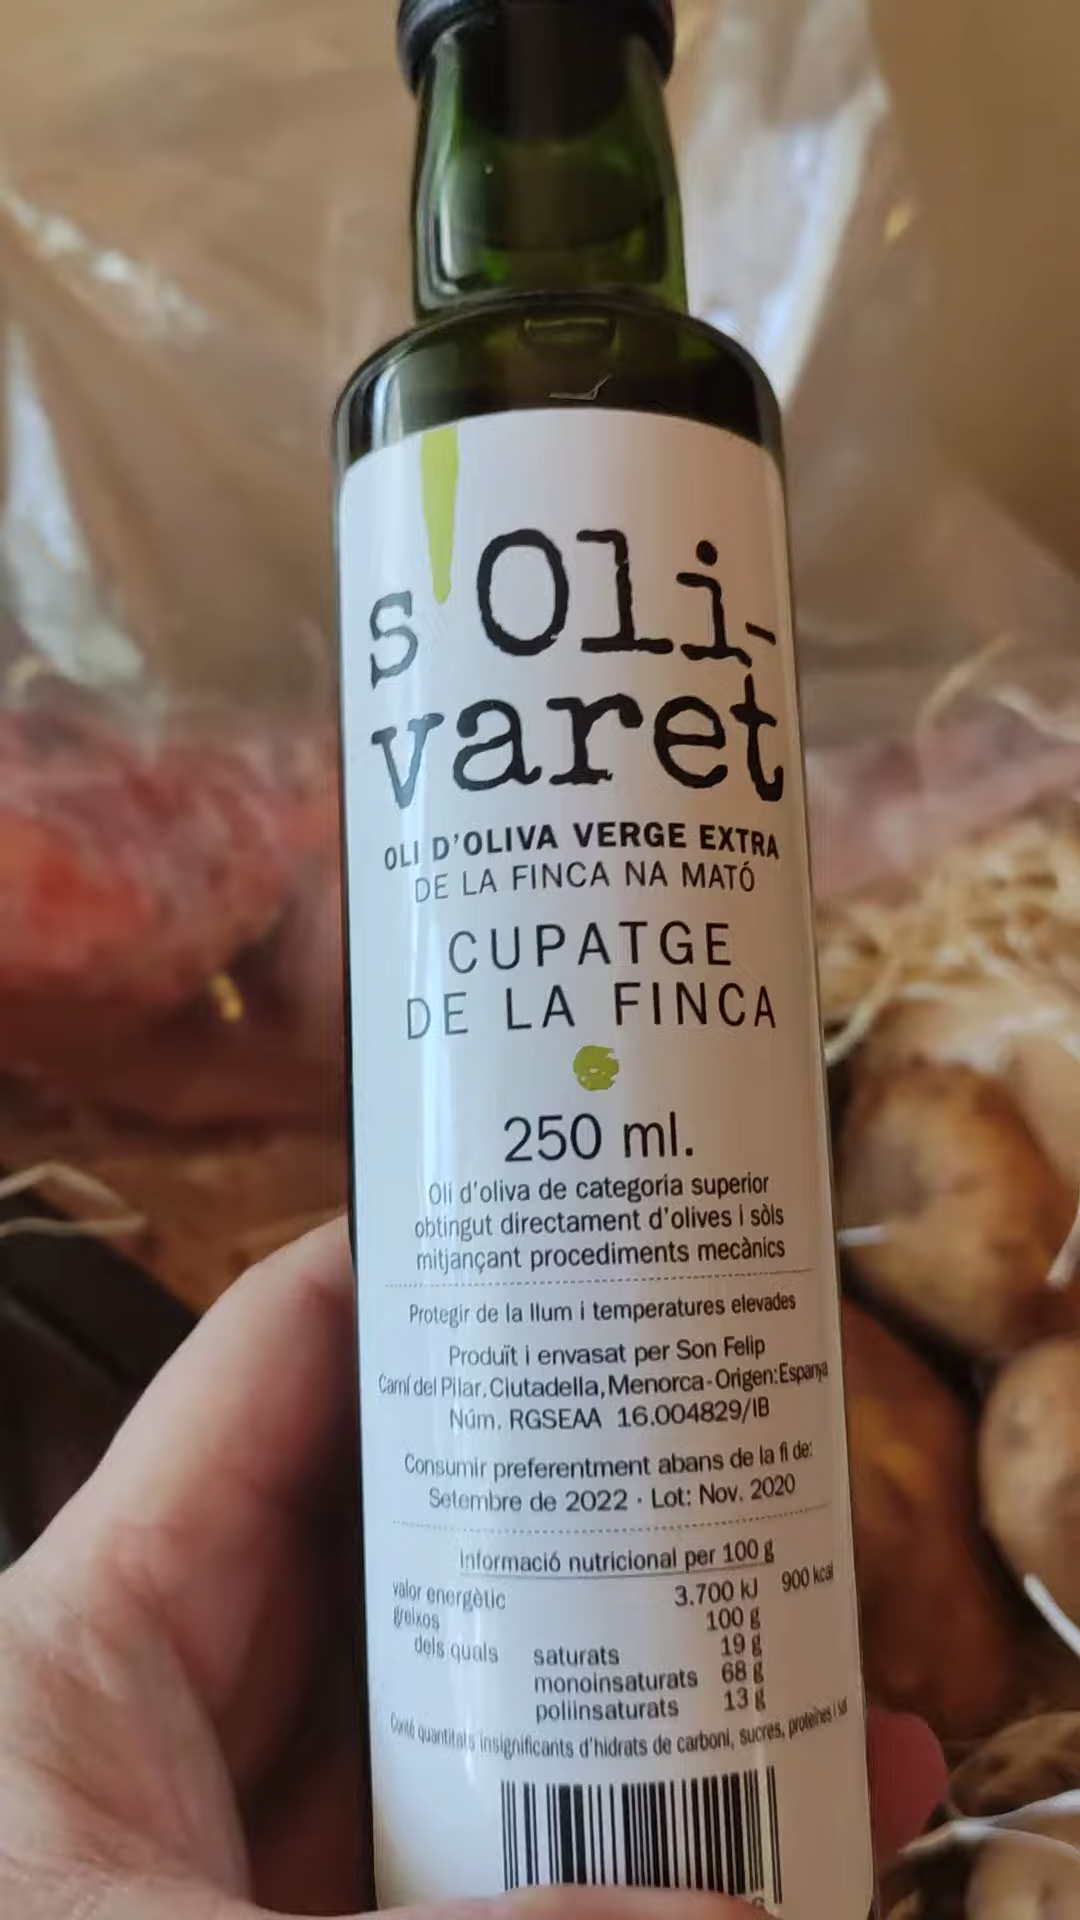 s'Oli-
varet
OLI D'OLIVA VERGE EXTRA
DE LA FINCA NA MATÓ
CUPATGE
DE LA FINCA
250 ml.
Oli d'oliva de categoria superior
obtingut directament d'olives i sòls
mitjançant procediments mecànics
Protegir de la llum i temperatures elevades
Produït i envasat per Son Felip
Camí del Pilar, Ciutadella, Menorca - Origen: Espanya
Núm. RGSEAA 16.004829/IB
Consumir preferentment abans de la fi de:
Setembre de 2022 · Lot: Nov. 2020
Informació nutricional per 100 g
valor energètic 3.700 kJ 900 kcal
greixos 100 g
dels quals saturats 19 g
monoinsaturats 68 g
poliinsaturats 13 g
Conté quantitats insignificants d'hidrats de carboni, sucres, proteïnes i sal